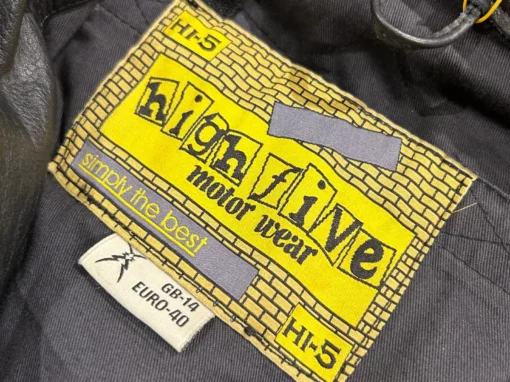 HI-5
high five
motor wear
simply the best
HI-5
GB-14
EURO-40